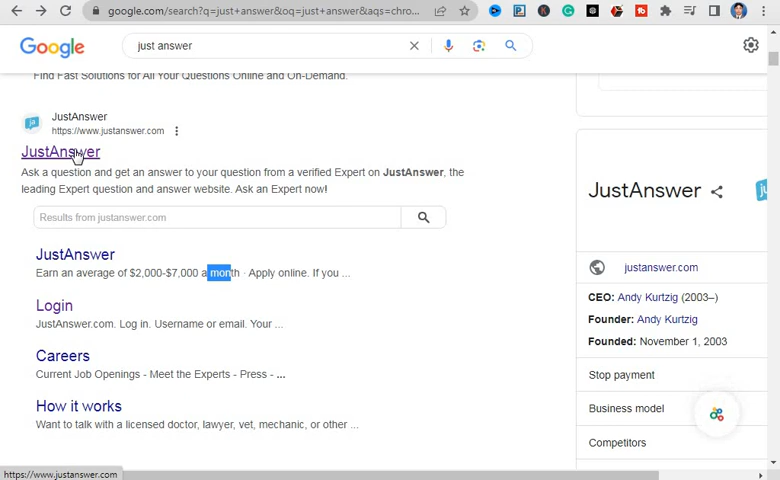 google.com/search?q=just+answer&oq=just+answer&aqs=chro...
Google
just answer
Find Fast Solutions for All Your Questions Online and On-Demand.
ja
JustAnswer
https://www.justanswer.com
JustAnswer
Ask a question and get an answer to your question from a verified Expert on JustAnswer, the
leading Expert question and answer website. Ask an Expert now!
Results from justanswer.com
JustAnswer
Earn an average of $2,000-$7,000 a month · Apply online. If you ...
Login
JustAnswer.com. Log in. Username or email. Your ...
Careers
Current Job Openings - Meet the Experts - Press - ...
How it works
Want to talk with a licensed doctor, lawyer, vet, mechanic, or other ...
JustAnswer
ja
justanswer.com
CEO: Andy Kurtzig (2003–)
Founder: Andy Kurtzig
Founded: November 1, 2003
Stop payment
Business model
Competitors
https://www.justanswer.com